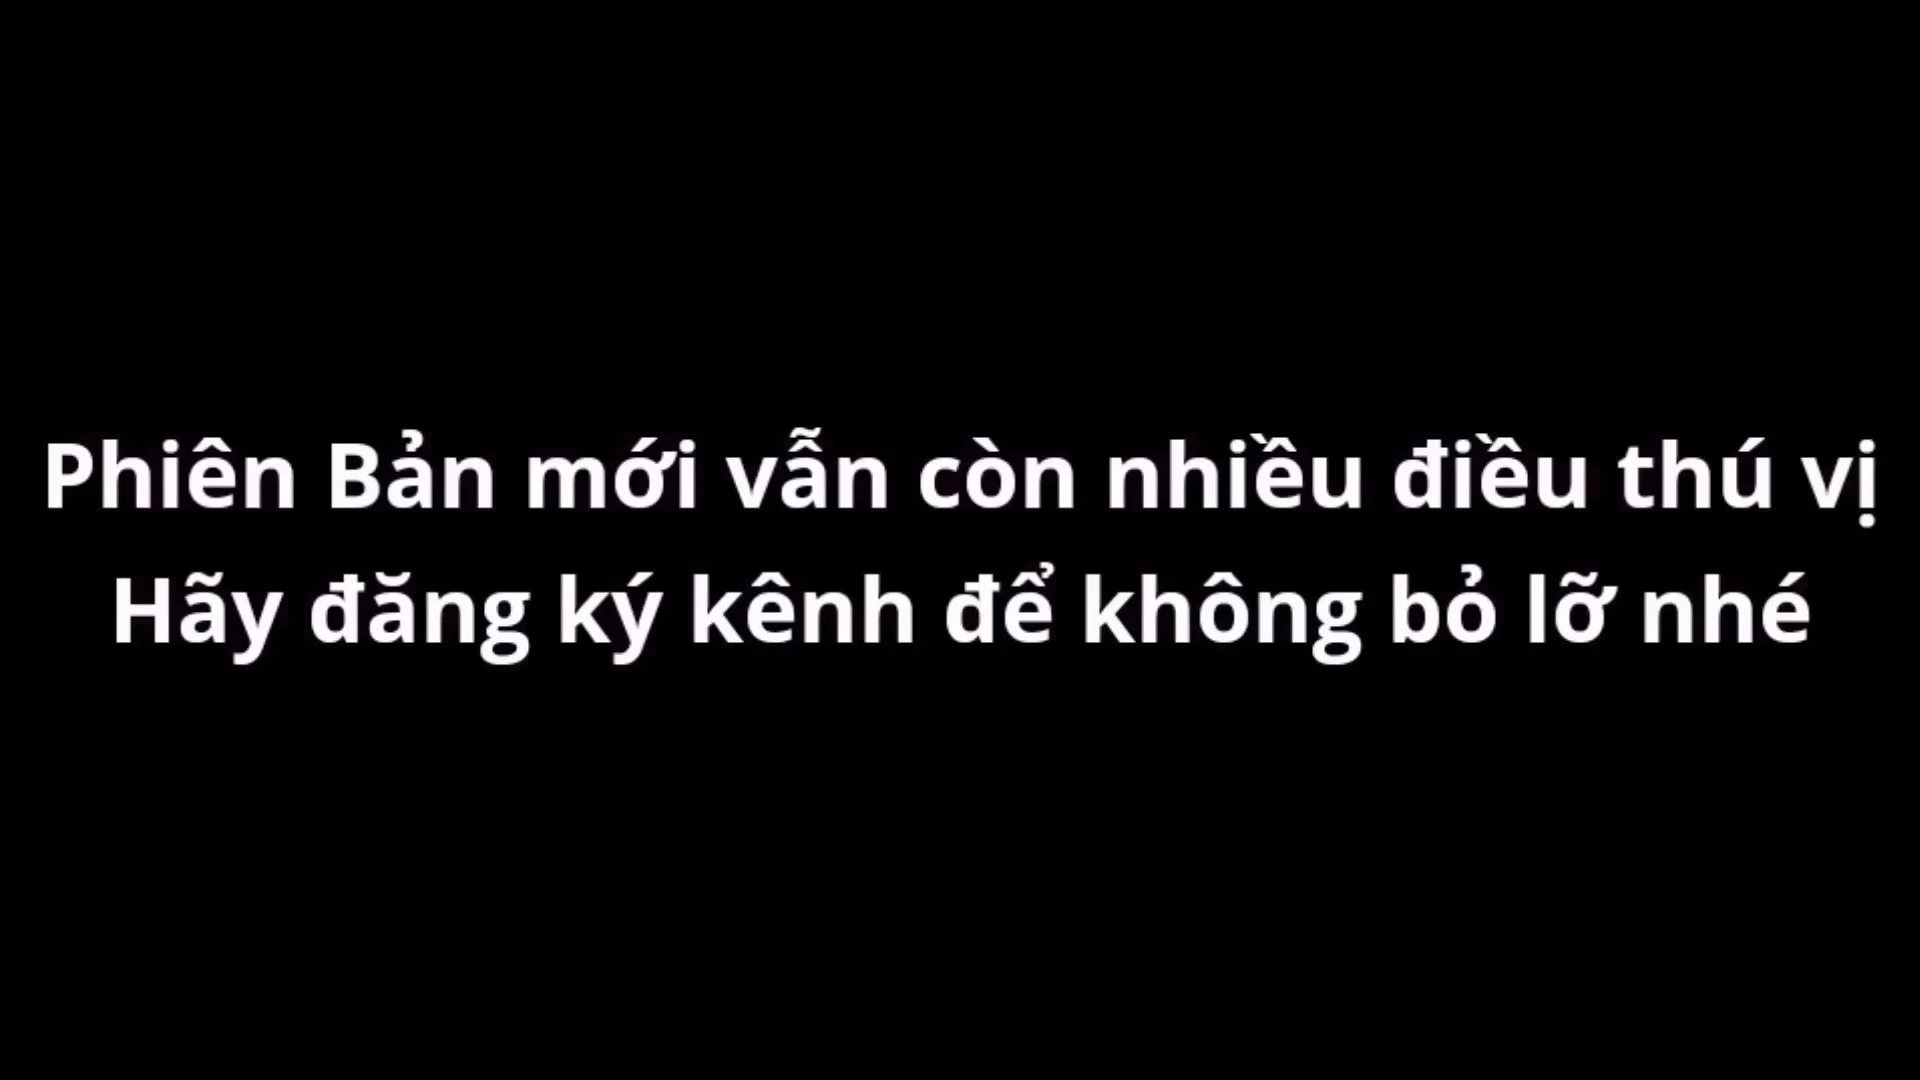 Phiên Bản mới vẫn còn nhiều điều thú vị
Hãy đăng ký kênh để không bỏ lỡ nhé